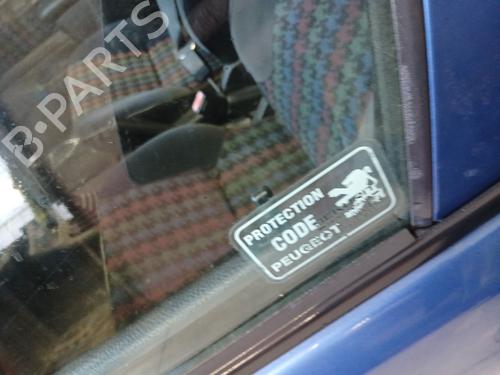 B-PARTS
PROTECTION
CODE
PEUGEOT